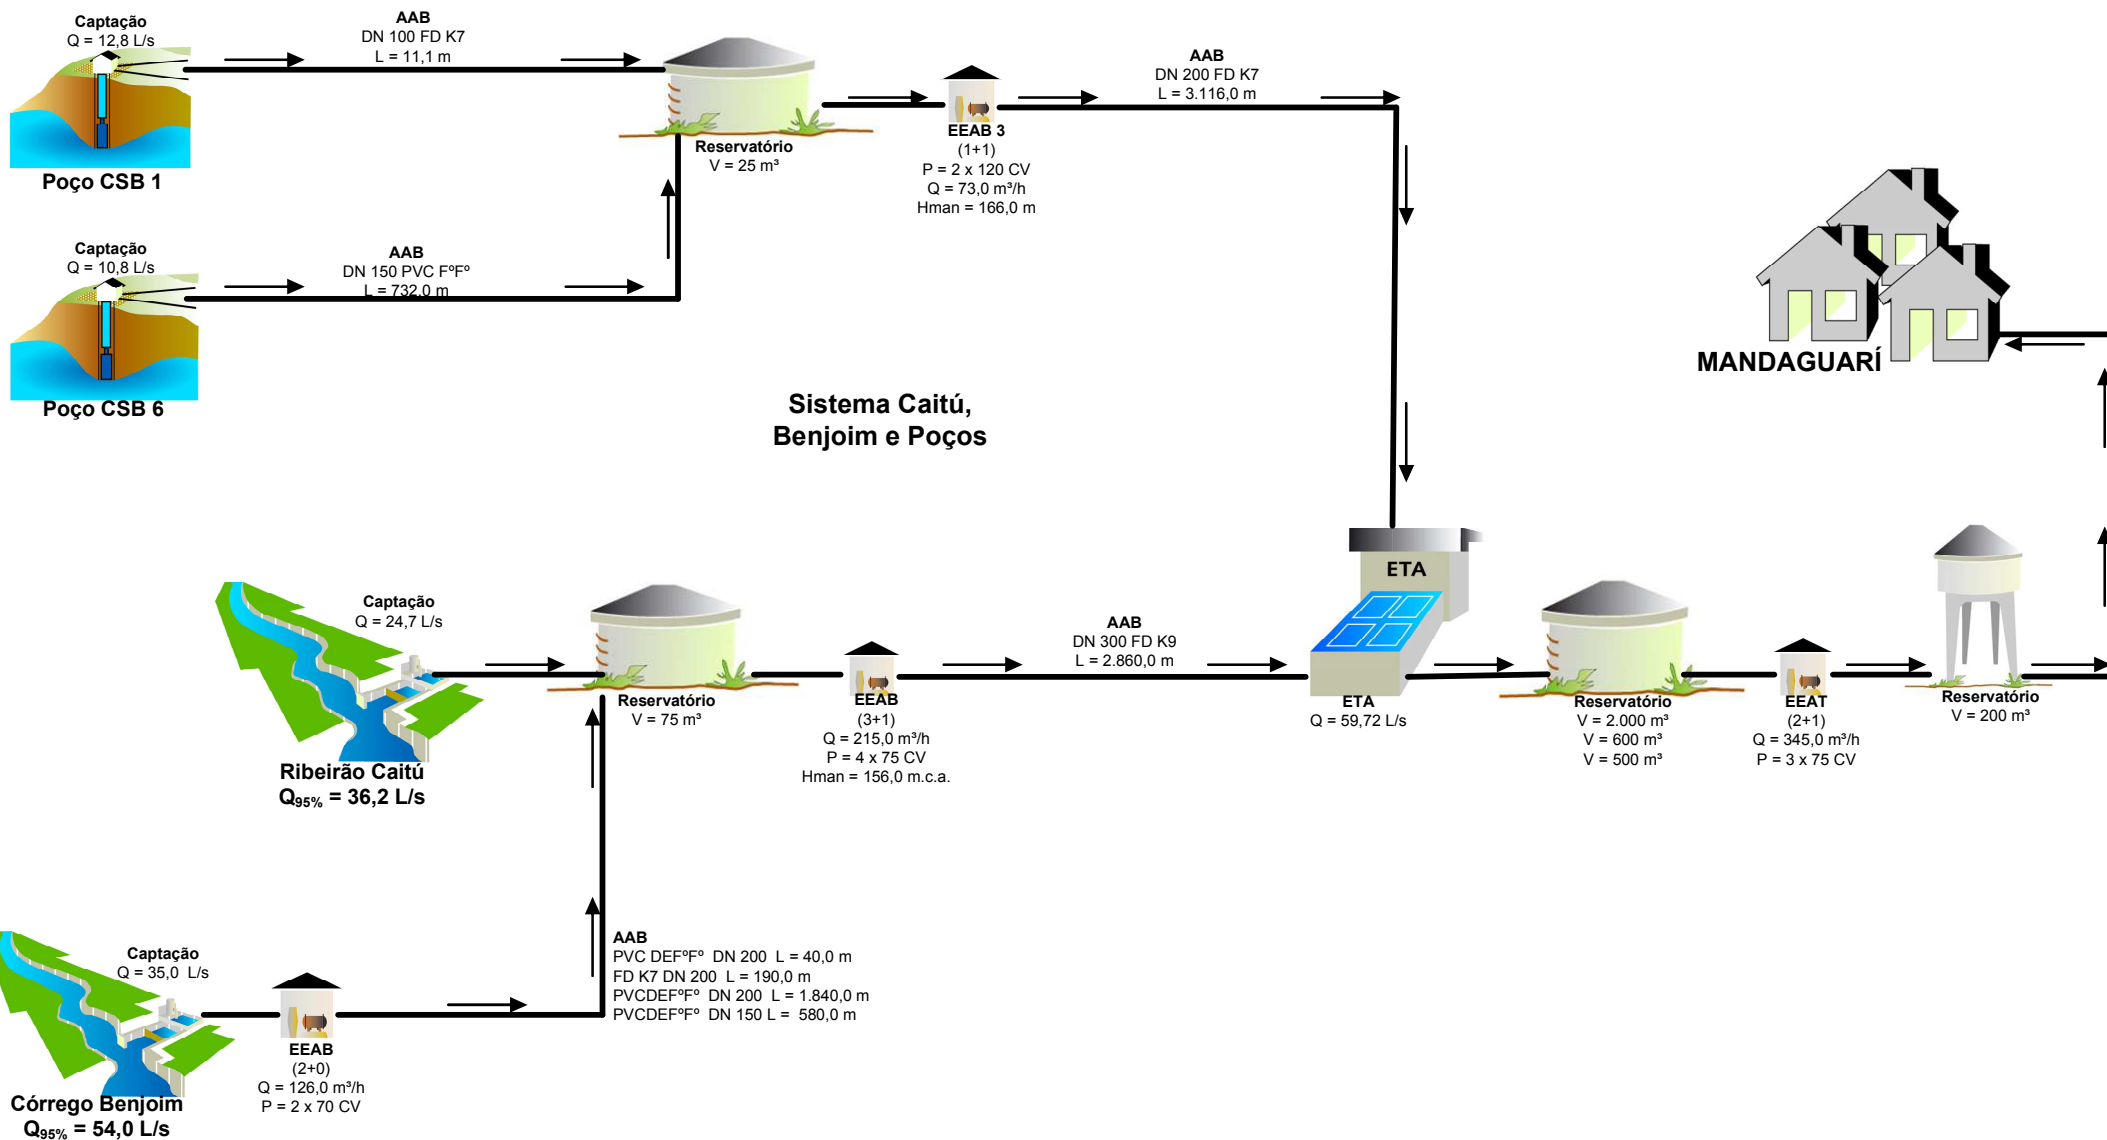 Captação
Q = 12,8 L/s
AAB
DN 100 FD K7
L = 11,1 m
Poço CSB 1
Reservatório
V = 25 m³
EEAB 3
(1+1)
P = 2 x 120 CV
Q = 73,0 m³/h
Hman = 166,0 m
AAB
DN 200 FD K7
L = 3.116,0 m
Captação
Q = 10,8 L/s
AAB
DN 150 PVC FºFº
L = 732,0 m
Poço CSB 6
MANDAGUARÍ
Sistema Caitú,
Benjoim e Poços
Captação
Q = 24,7 L/s
Ribeirão Caitú
Q95% = 36,2 L/s
Reservatório
V = 75 m³
EEAB
(3+1)
Q = 215,0 m³/h
P = 4 x 75 CV
Hman = 156,0 m.c.a.
AAB
DN 300 FD K9
L = 2.860,0 m
ETA
ETA
Q = 59,72 L/s
Reservatório
V = 2.000 m³
V = 600 m³
V = 500 m³
EEAT
(2+1)
Q = 345,0 m³/h
P = 3 x 75 CV
Reservatório
V = 200 m³
Captação
Q = 35,0  L/s
Córrego Benjoim
Q95% = 54,0 L/s
EEAB
(2+0)
Q = 126,0 m³/h
P = 2 x 70 CV
AAB
PVC DEFºFº  DN 200  L = 40,0 m
FD K7 DN 200  L = 190,0 m
PVCDEFºFº  DN 200  L = 1.840,0 m
PVCDEFºFº  DN 150 L =  580,0 m